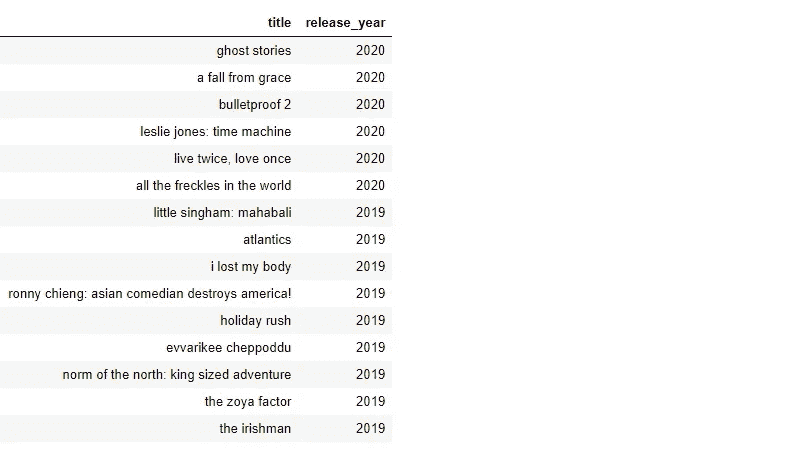 title release_year
ghost stories 2020
a fall from grace 2020
bulletproof 2 2020
leslie jones: time machine 2020
live twice, love once 2020
all the freckles in the world 2020
little singham: mahabali 2019
atlantics 2019
i lost my body 2019
ronny chieng: asian comedian destroys america! 2019
holiday rush 2019
evvarikee cheppoddu 2019
norm of the north: king sized adventure 2019
the zoya factor 2019
the irishman 2019